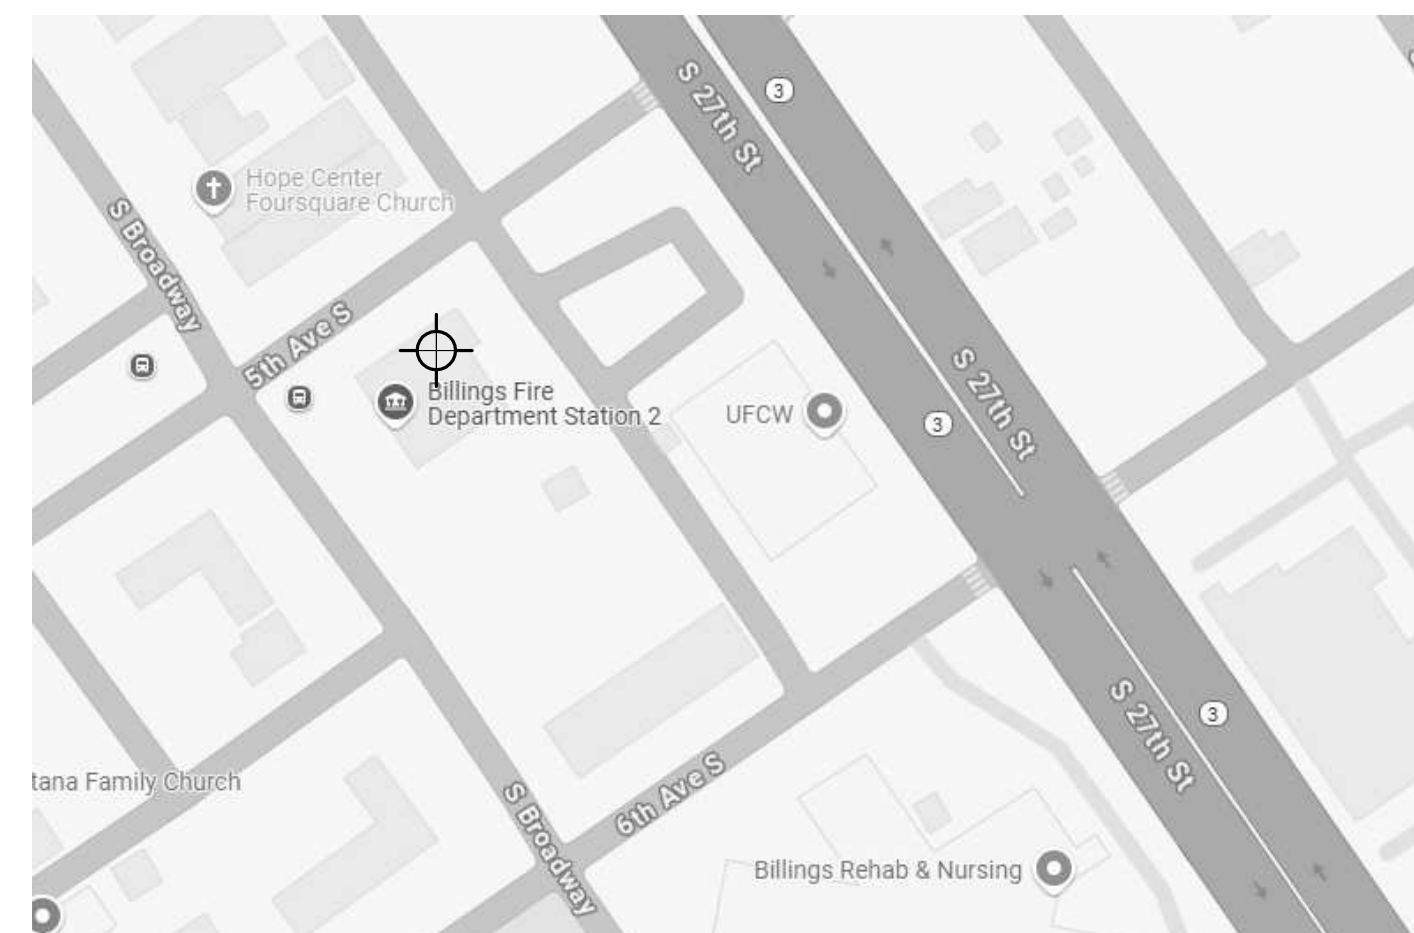 S 27th St
3
Hope Center
Foursquare Church
S Broadway
5th Ave S
Billings Fire
Department Station 2
UFCW
3
S 27th St
S 27th St
3
tana Family Church
S Broadway
6th Ave S
Billings Rehab & Nursing